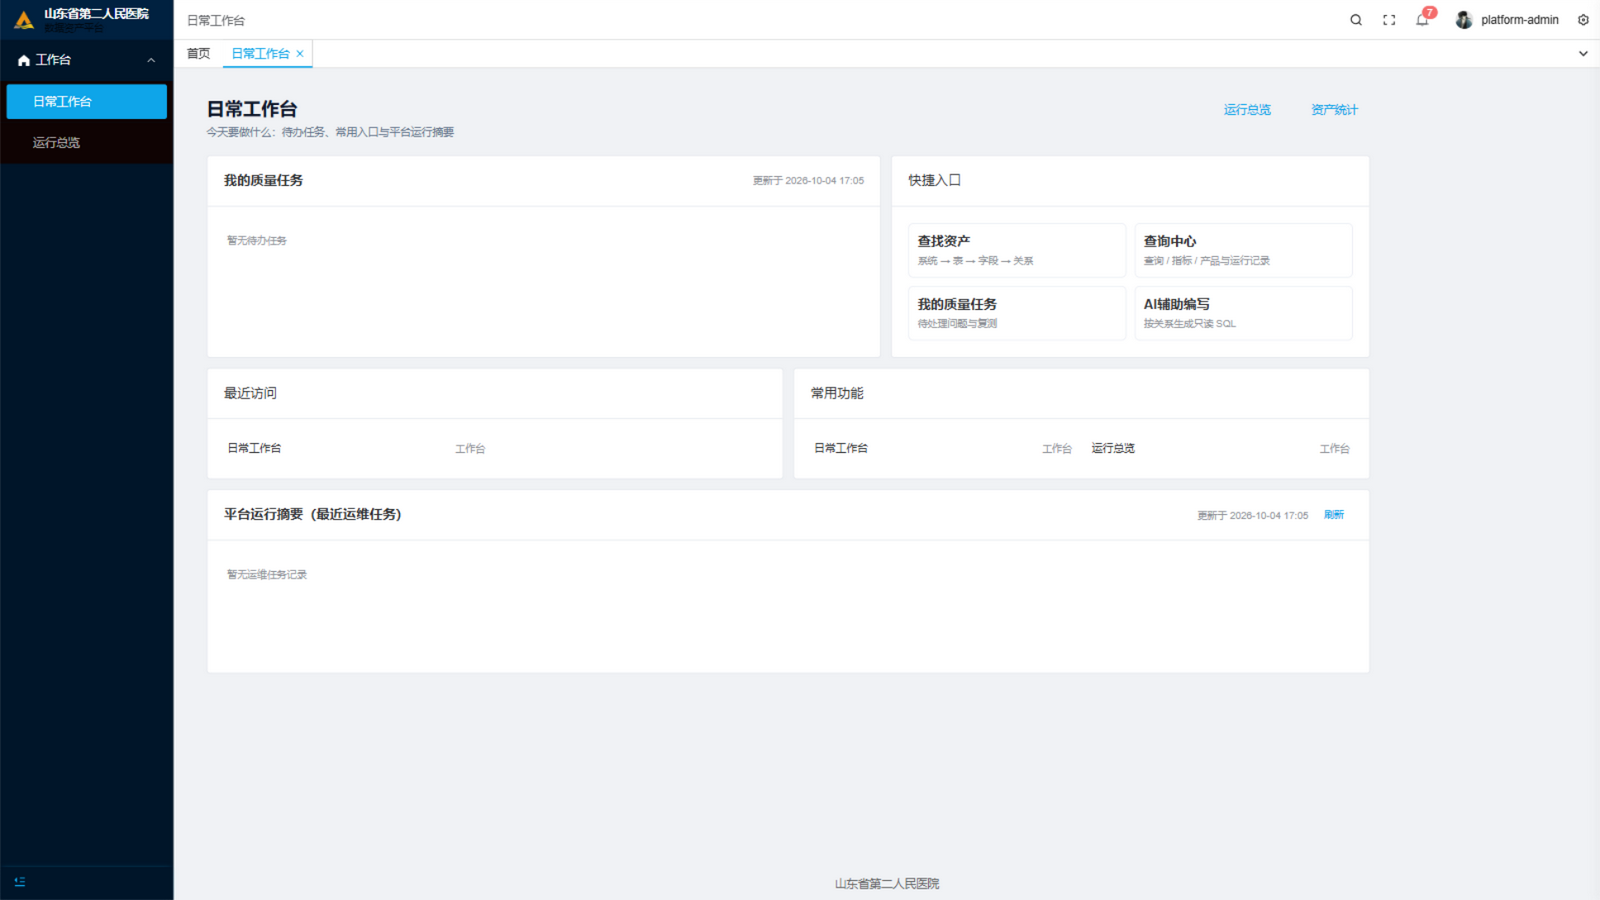 山东省第二人民医院
日常工作台
7
platform-admin
工作台
首页
日常工作台
日常工作台
运行总览
日常工作台
今天要做什么：待办任务、常用入口与平台运行摘要
运行总览
资产统计
我的质量任务
更新于 2026-10-04 17:05
暂无待办任务
快捷入口
查找资产
系统 → 表 → 字段 → 关系
查询中心
查询 / 指标 / 产品与运行记录
我的质量任务
待处理问题与复测
AI辅助编写
按关系生成只读 SQL
最近访问
日常工作台
工作台
常用功能
日常工作台
工作台
运行总览
工作台
平台运行摘要（最近运维任务）
更新于 2026-10-04 17:05
刷新
暂无运维任务记录
山东省第二人民医院